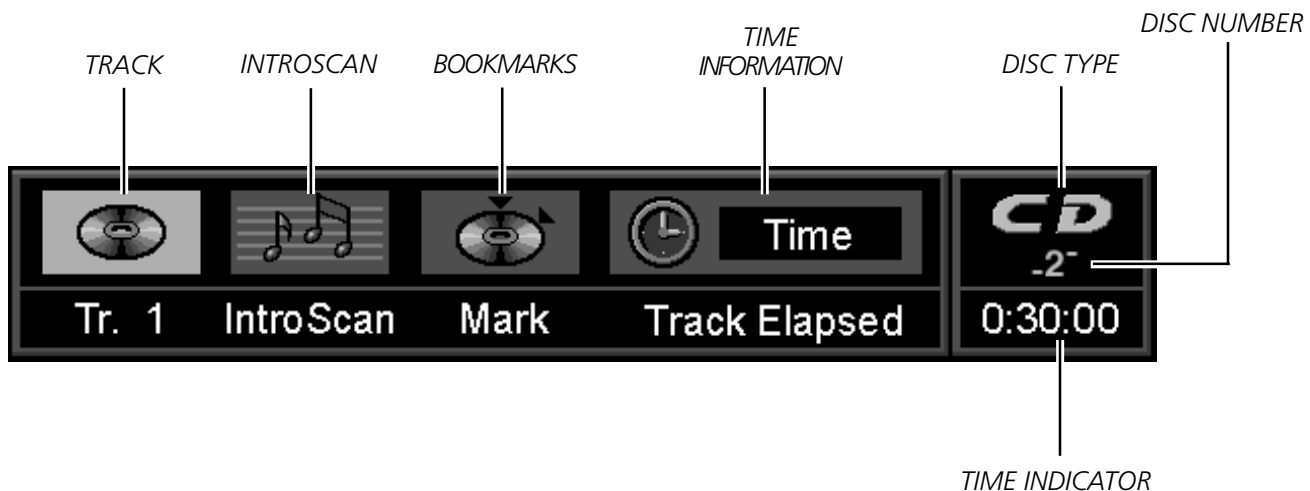 DISC NUMBER
TRACK
INTROSCAN
BOOKMARKS
TIME
INFORMATION
DISC TYPE
Time
CD
-2-
Tr. 1
IntroScan
Mark
Track Elapsed
0:30:00
TIME INDICATOR